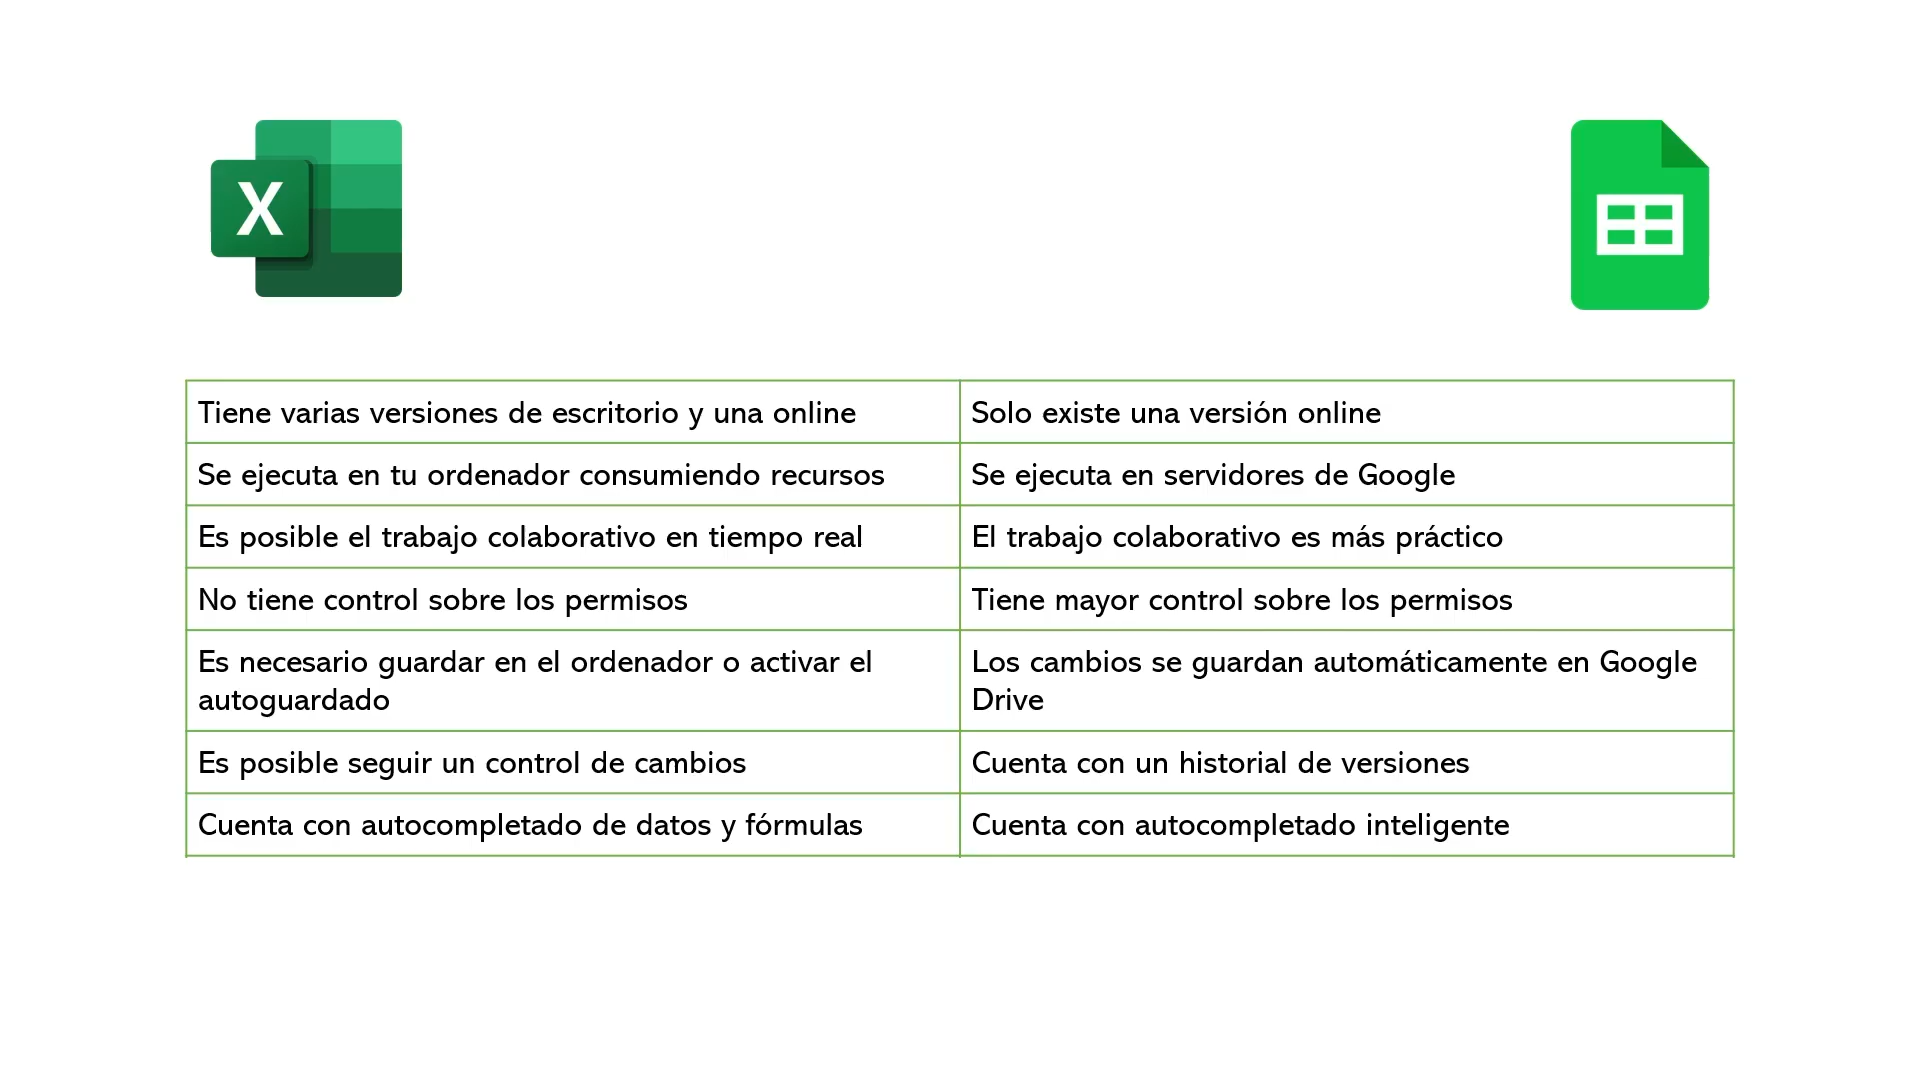 X
Tiene varias versiones de escritorio y una online
Solo existe una versión online
Se ejecuta en tu ordenador consumiendo recursos
Se ejecuta en servidores de Google
Es posible el trabajo colaborativo en tiempo real
El trabajo colaborativo es más práctico
No tiene control sobre los permisos
Tiene mayor control sobre los permisos
Es necesario guardar en el ordenador o activar el
autoguardado
Los cambios se guardan automáticamente en Google
Drive
Es posible seguir un control de cambios
Cuenta con un historial de versiones
Cuenta con autocompletado de datos y fórmulas
Cuenta con autocompletado inteligente